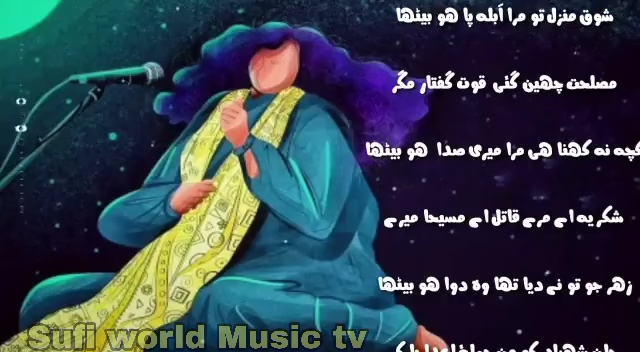 شوق منزل تو مرا آبلہ پا ہو بیٹھا
مصلحت چھین گئی قوت گفتار مگر
کچھ نہ کہنا ہی مرا میری صدا ہو بیٹھا
شکریہ اے مرے قاتل اے مسیحا میرے
زہر جو تو نے دیا تھا وہ دوا ہو بیٹھا
Sufi world Music tv